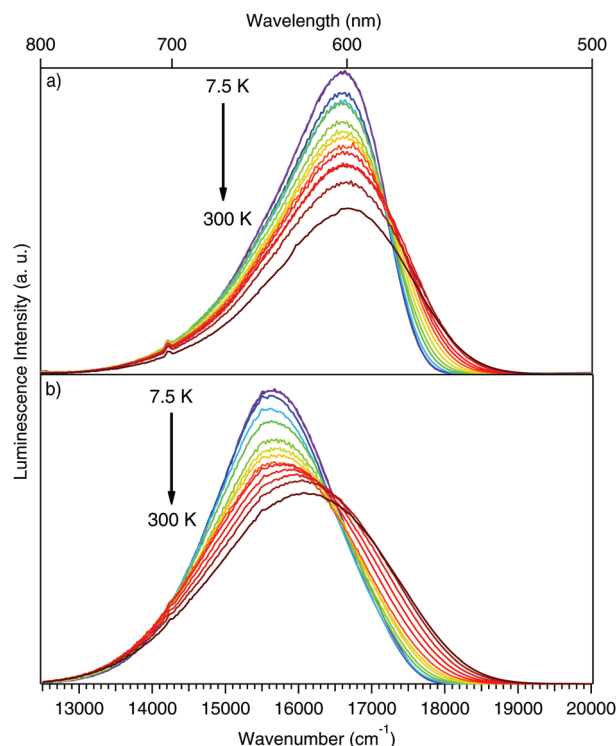 Wavelength (nm)
800 700 600 500
a)
7.5 K
300 K
Luminescence Intensity (a. u.)
b)
7.5 K
300 K
13000 14000 15000 16000 17000 18000 19000 20000
Wavenumber (cm⁻¹)